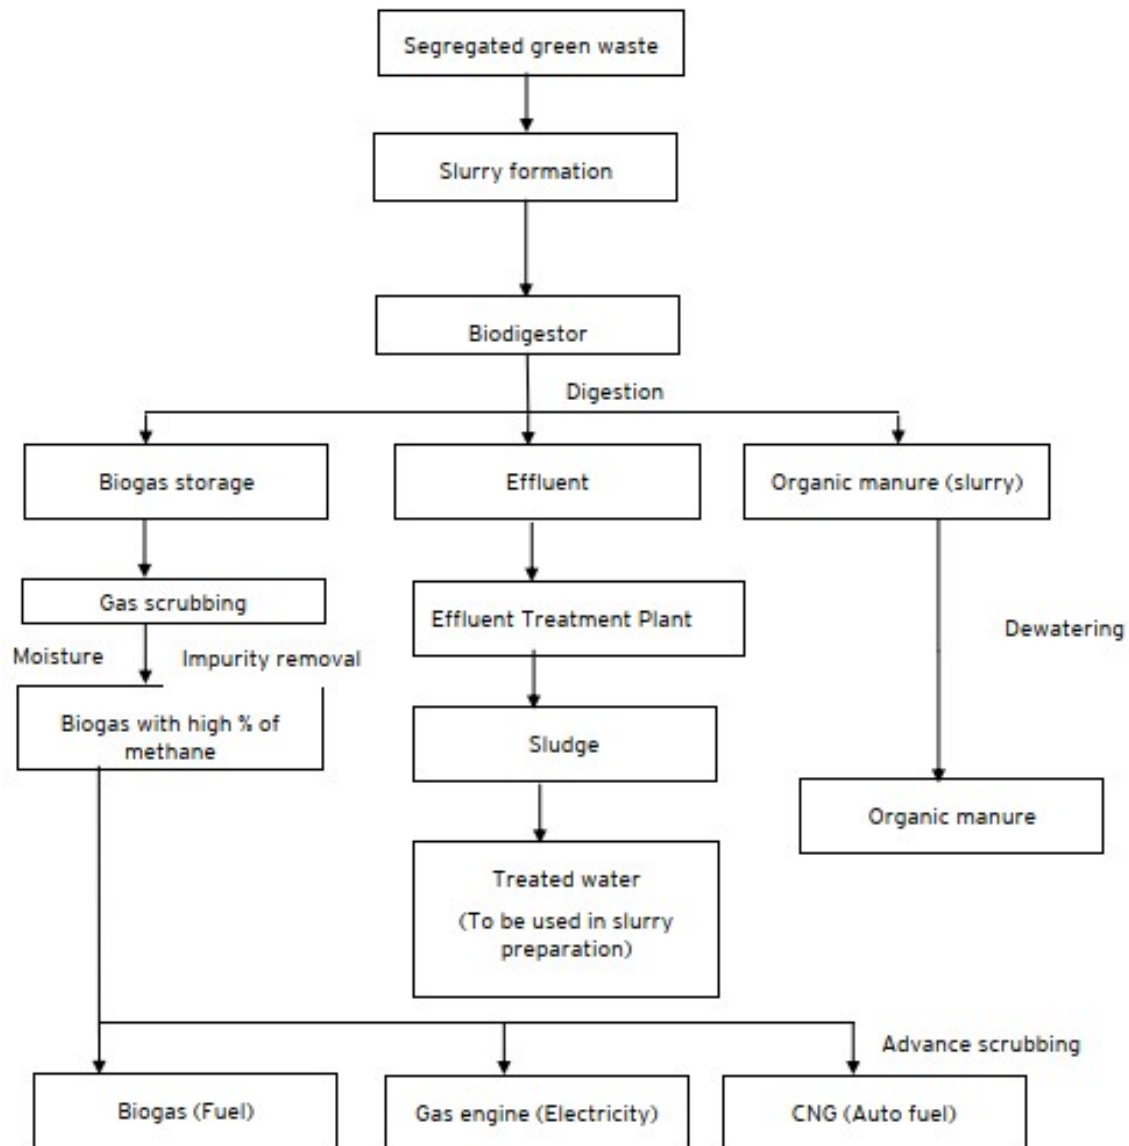 Segregated green waste
Slurry formation
Biodigestor
Digestion
Biogas storage
Effluent
Organic manure (slurry)
Gas scrubbing
Effluent Treatment Plant
Dewatering
Moisture
Impurity removal
Biogas with high % of
methane
Sludge
Organic manure
Treated water
(To be used in slurry
preparation)
Advance scrubbing
Biogas (Fuel)
Gas engine (Electricity)
CNG (Auto fuel)